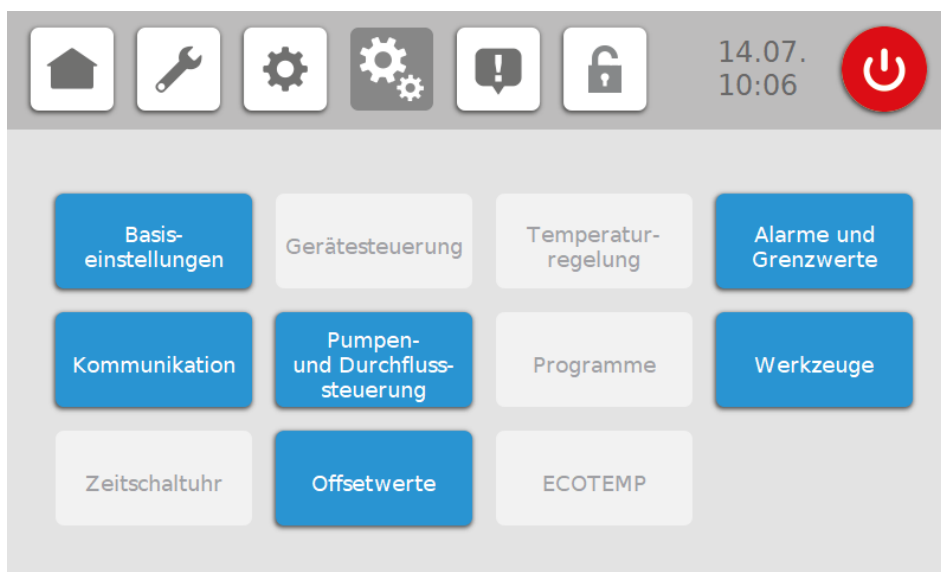 14.07.
10:06
Basis-
einstellungen
Gerätesteuerung
Temperatur-
regelung
Alarme und
Grenzwerte
Kommunikation
Pumpen-
und Durchfluss-
steuerung
Programme
Werkzeuge
Zeitschaltuhr
Offsetwerte
ECOTEMP